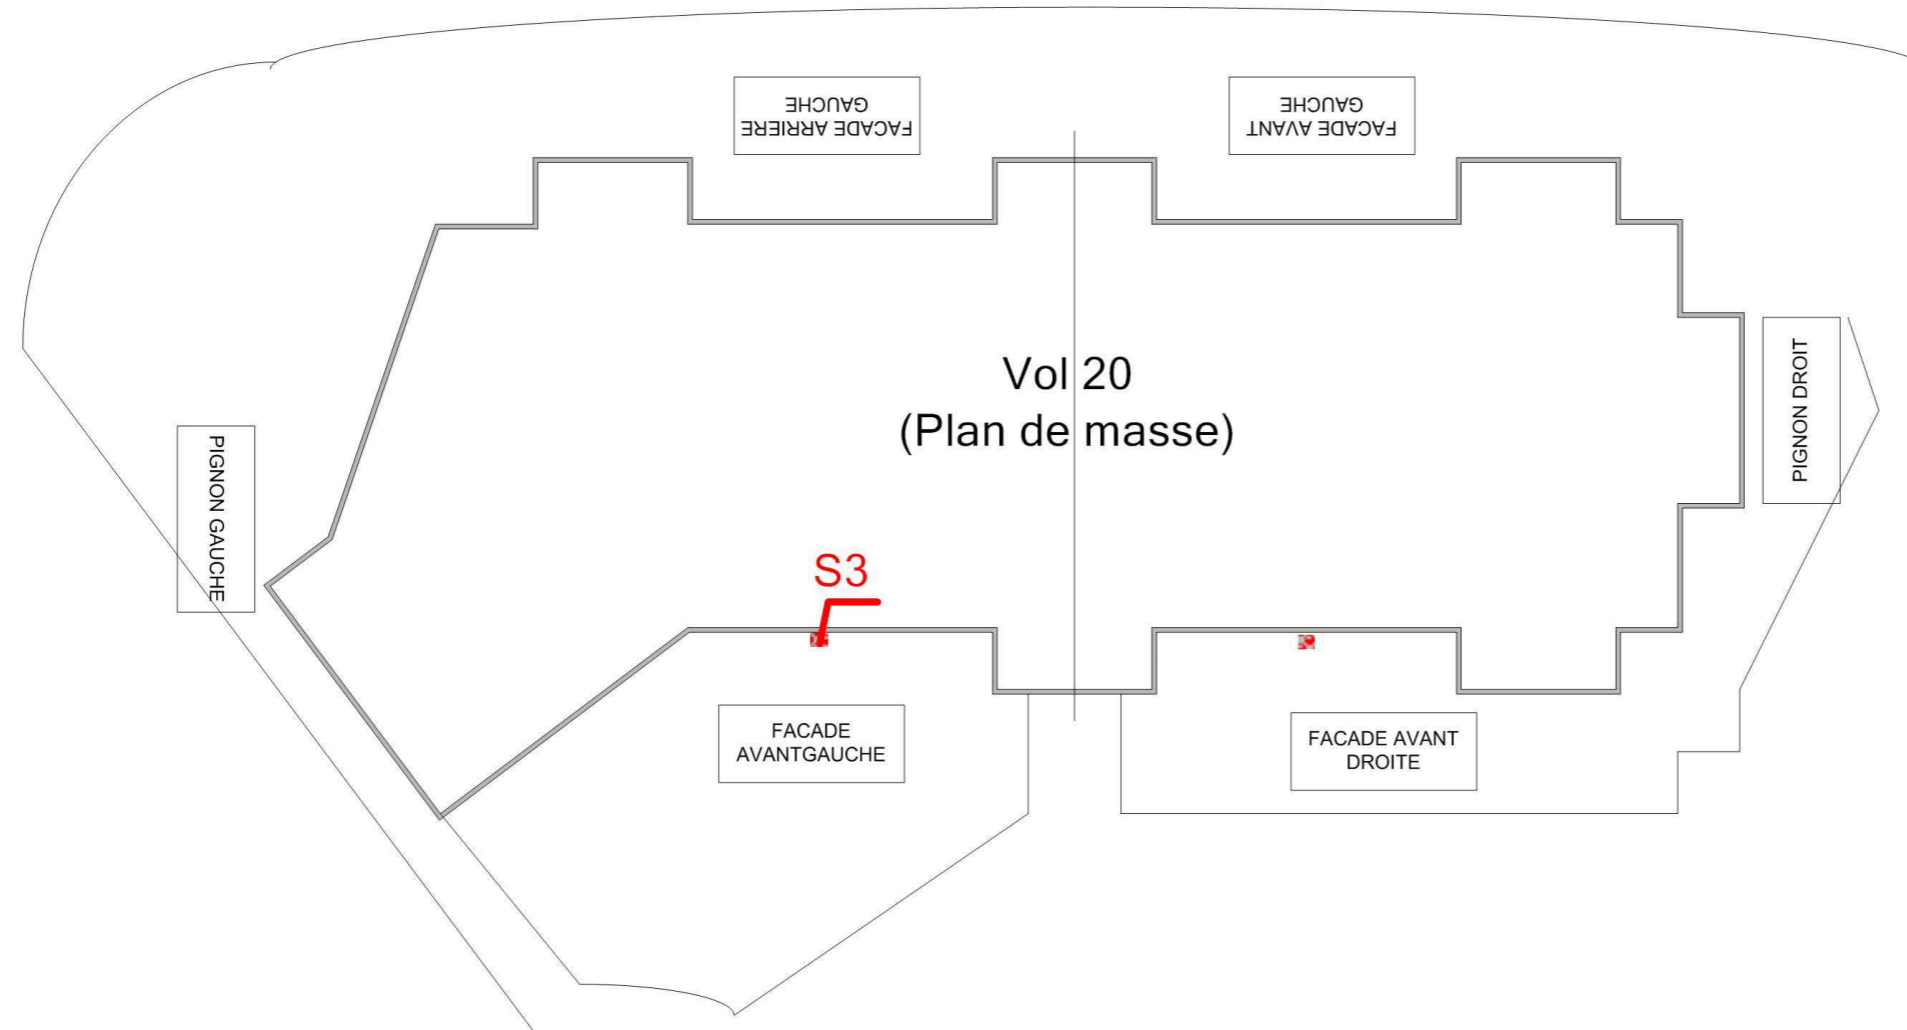 FACADE ARRIERE
GAUCHE
FACADE AVANT
GAUCHE
Vol 20
(Plan de masse)
PIGNON GAUCHE
PIGNON DROIT
S3
FACADE
AVANTGAUCHE
FACADE AVANT
DROITE